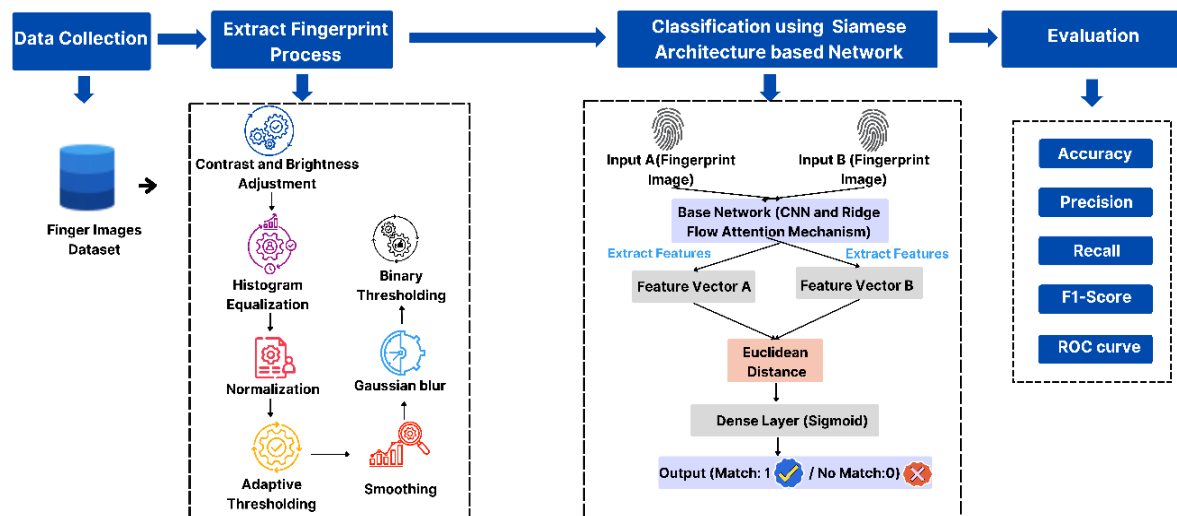 Data Collection
Extract Fingerprint
Process
Classification using Siamese
Architecture based Network
Evaluation
Finger Images
Dataset
Contrast and Brightness
Adjustment
Histogram
Equalization
Normalization
Adaptive
Thresholding
Smoothing
Gaussian blur
Binary
Thresholding
Input A(Fingerprint
Image)
Input B (Fingerprint
Image)
Base Network (CNN and Ridge
Flow Attention Mechanism)
Extract Features
Extract Features
Feature Vector A
Feature Vector B
Euclidean
Distance
Dense Layer (Sigmoid)
Output (Match: 1 / No Match:0)
Accuracy
Precision
Recall
F1-Score
ROC curve